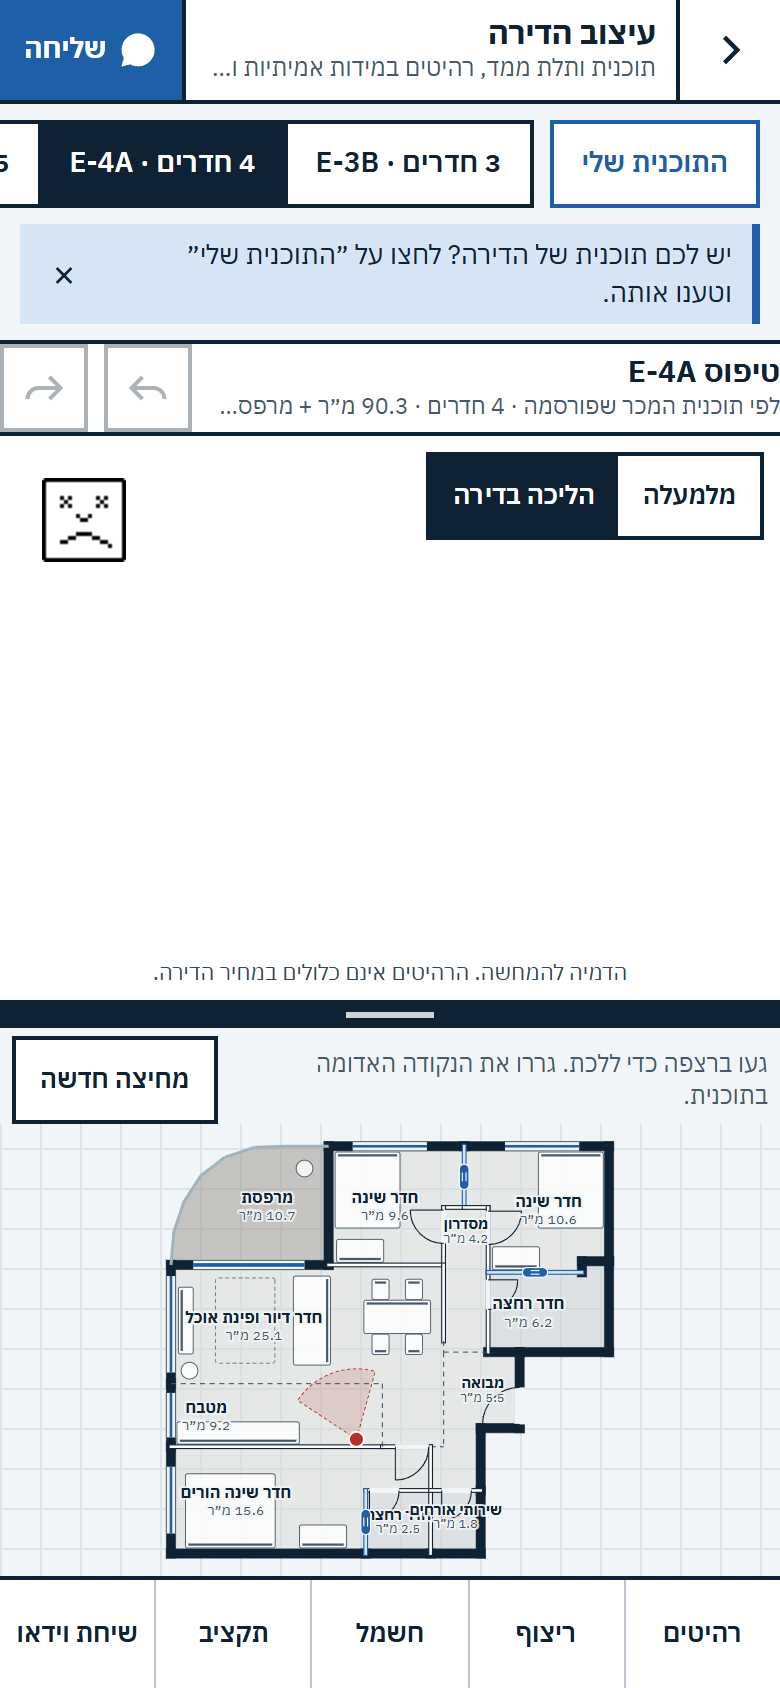 עיצוב הדירה
שליחה
תוכנית ותלת ממד, רהיטים במידות אמיתיות ו...
התוכנית שלי
3 חדרים · E-3B
4 חדרים · E-4A
5
יש לכם תוכנית של הדירה? לחצו על ״התוכנית שלי״
וטענו אותה.
טיפוס E-4A
לפי תוכנית המכר שפורסמה · 4 חדרים · 90.3 מ״ר + מרפס...
מלמעלה
הליכה בדירה
הדמיה להמחשה. הרהיטים אינם כלולים במחיר הדירה.
געו ברצפה כדי ללכת. גררו את הנקודה האדומה
בתוכנית.
מחיצה חדשה
חדר שינה
10.6 מ״ר
חדר שינה
9.6 מ״ר
מרפסת
10.7 מ״ר
מסדרון
4.2 מ״ר
חדר רחצה
6.2 מ״ר
חדר דיור ופינת אוכל
25.1 מ״ר
מבואה
5.5 מ״ר
מטבח
9.2 מ״ר
חדר שינה הורים
15.6 מ״ר
שירותי אורחים
1.8 מ״ר
רחצה
2.5 מ״ר
רהיטים
ריצוף
חשמל
תקציב
שיחת וידאו